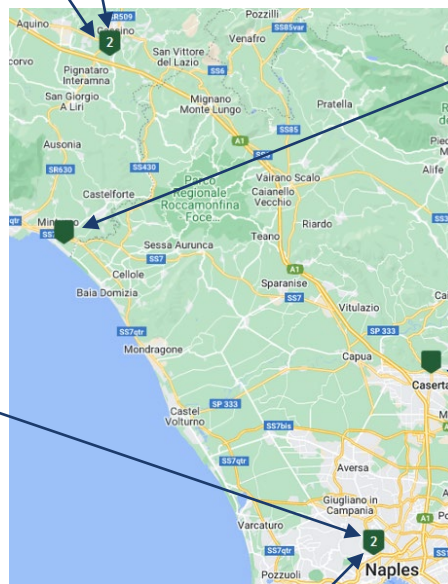 SR509
Pozzilli
SS85var
Aquino
2
San Vittore
del Lazio
Venafro
Pignataro
Interamna
SS6
San Giorgio
A Liri
Mignano
Monte Lungo
Pratella
SS85
Ausonia
A1
SR630
SS430
Castelforte
Parco
Regionale
Roccamonfina
Foce...
Vairano Scalo
Caianello
Vecchio
Alife
Riardo
Teano
Sessa Aurunca
SS7
Cellole
A1
Sparanise
Baia Domizia
SS7
Vitulazio
SS7qtr
SP 333
Mondragone
Capua
Caserta
SP 333
Castel
Volturno
SS7bis
SS7qtr
Aversa
Giugliano in
Campania
A1
Varcaturo
2
SS7qtr
Pozzuoli
Naples